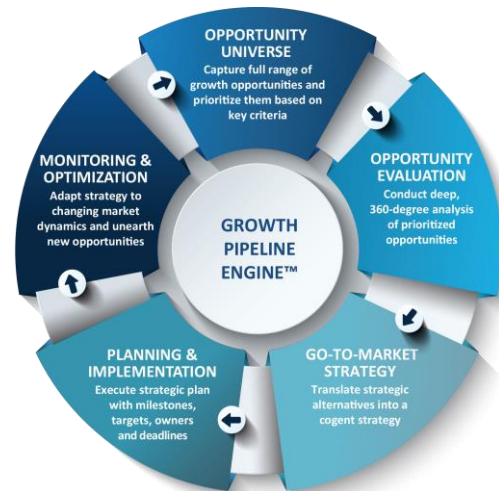 OPPORTUNITY
UNIVERSE
Capture full range of
growth opportunities and
prioritize them based on
key criteria
OPPORTUNITY
EVALUATION
Conduct deep,
360-degree analysis
of prioritized
opportunities
GO-TO-MARKET
STRATEGY
Translate strategic
alternatives into a
cogent strategy
PLANNING &
IMPLEMENTATION
Execute strategic plan
with milestones,
targets, owners
and deadlines
MONITORING &
OPTIMIZATION
Adapt strategy to
changing market
dynamics and unearth
new opportunities
GROWTH
PIPELINE
ENGINE™